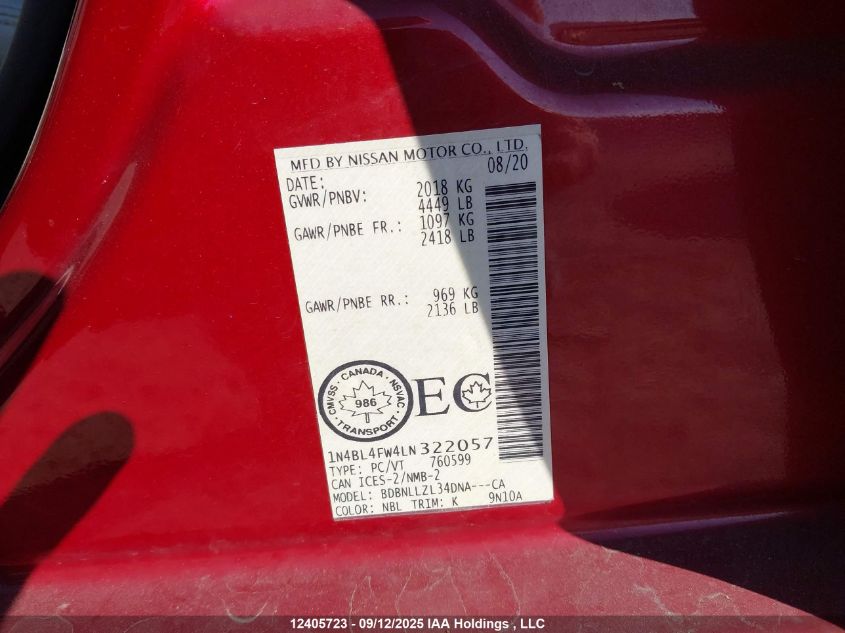 MFD BY NISSAN MOTOR CO., LTD.
DATE: 08/20
GVWR/PNBV: 2018 KG
4449 LB
GAWR/PNBE FR.: 1097 KG
2418 LB
GAWR/PNBE RR.: 969 KG
2136 LB
CMVSS · CANADA · NSVAC
986
TRANSPORT
EC
1N4BL4FW4LN322057
TYPE: PC/VT 760599
CAN ICES-2/NMB-2
MODEL: BDBNLLZL34DNA---CA
COLOR: NBL TRIM: K 9N10A
12405723 - 09/12/2025 IAA Holdings , LLC